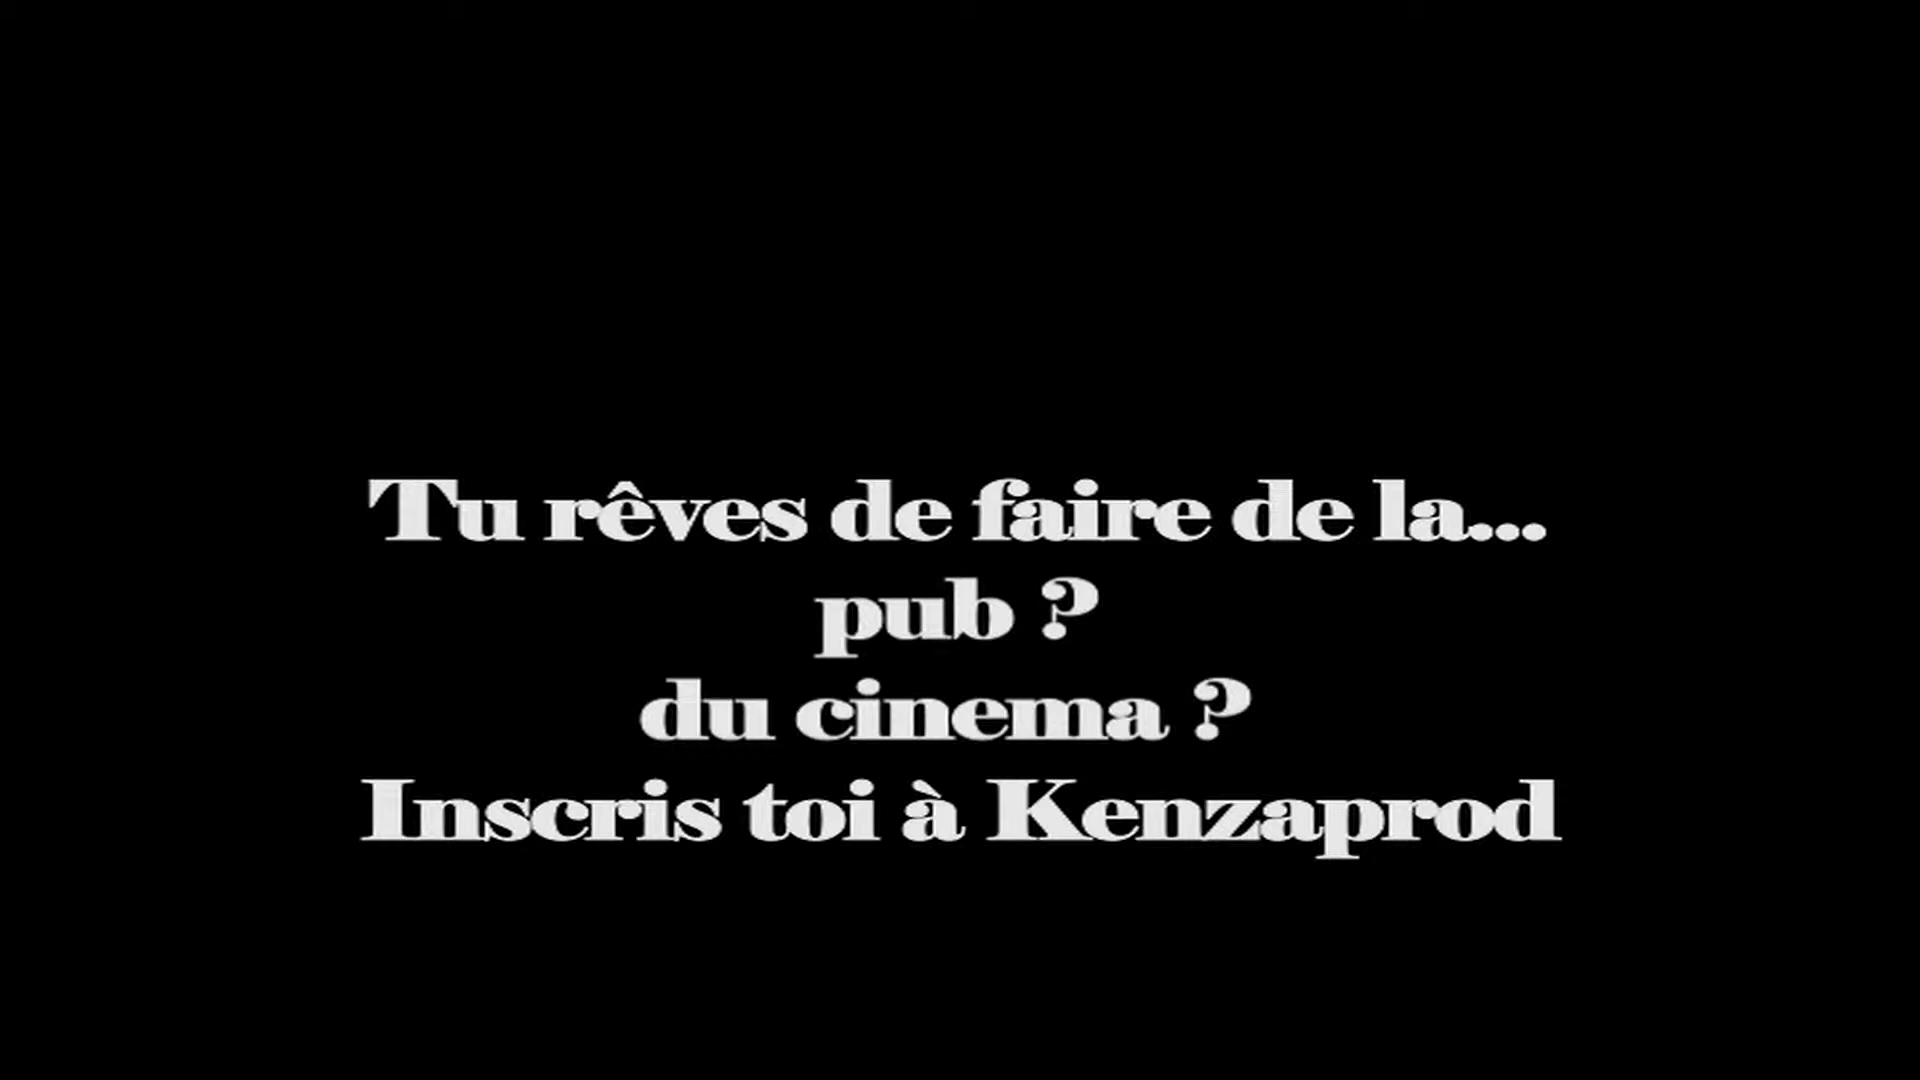 Tu rêves de faire de la...
pub ?
du cinema ?
Inscris toi à Kenzaprod